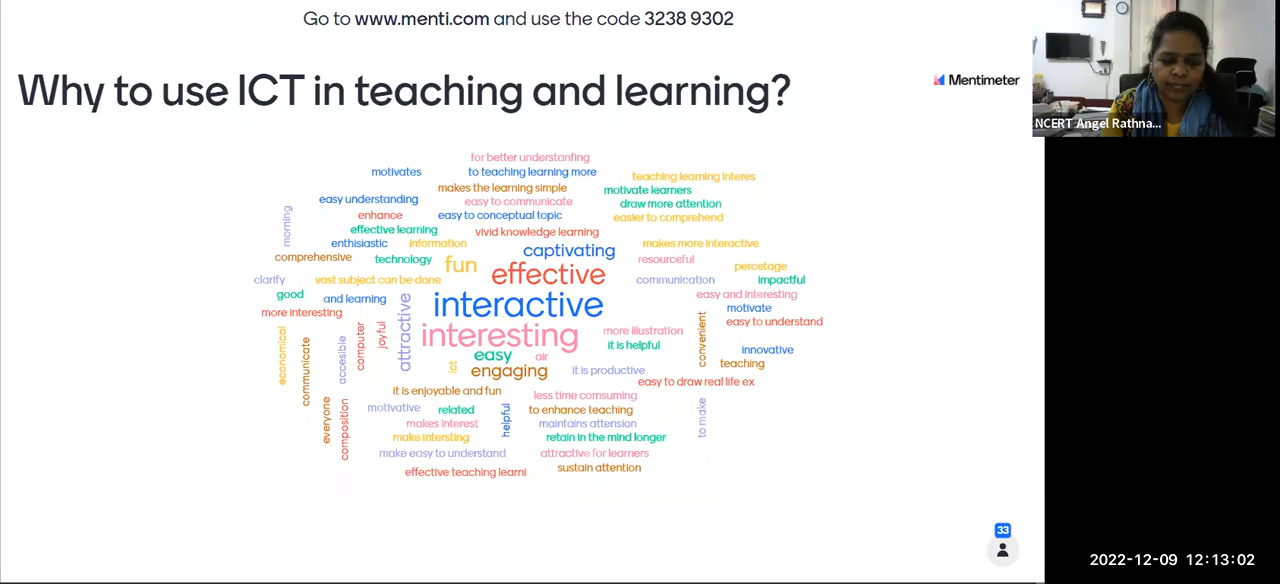 Go to www.menti.com and use the code 3238 9302
Why to use ICT in teaching and learning?
Mentimeter
NCERT Angel Rathna...
for better understanfing
motivates
to teaching learning more
teaching learning interes
makes the learning simple
motivate learners
easy understanding
easy to communicate
draw more attention
morning
enhance
easy to conceptual topic
easier to comprehend
effective learning
vivid knowledge learning
enthisiastic
information
captivating
makes more interactive
comprehensive
technology
fun
effective
resourceful
percetage
clarify
vast subject can be done
communication
impactful
good
and learning
attractive
interactive
easy and interesting
more interesting
motivate
interesting
more illustration
convenient
easy to understand
economical
communicate
accesible
computer
joyful
it is helpful
innovative
easy
air
teaching
ict
engaging
it is productive
easy to draw real life ex
it is enjoyable and fun
less time comsuming
everyone
composition
motivative
related
helpful
to enhance teaching
to make
makes interest
maintains attension
make intersting
retain in the mind longer
make easy to understand
attractive for learners
effective teaching learni
sustain attention
33
2022-12-09 12:13:02